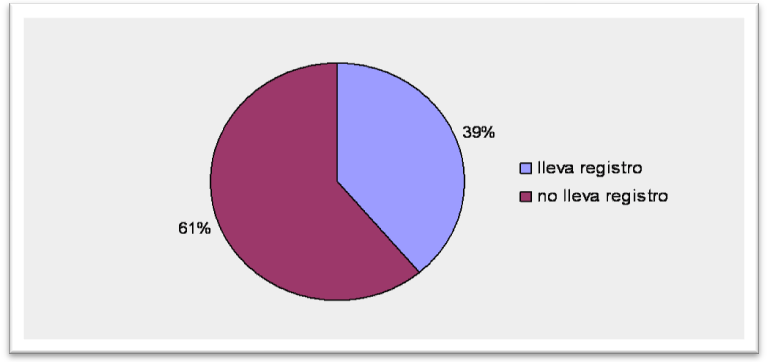 39%
lleva registro
no lleva registro
61%